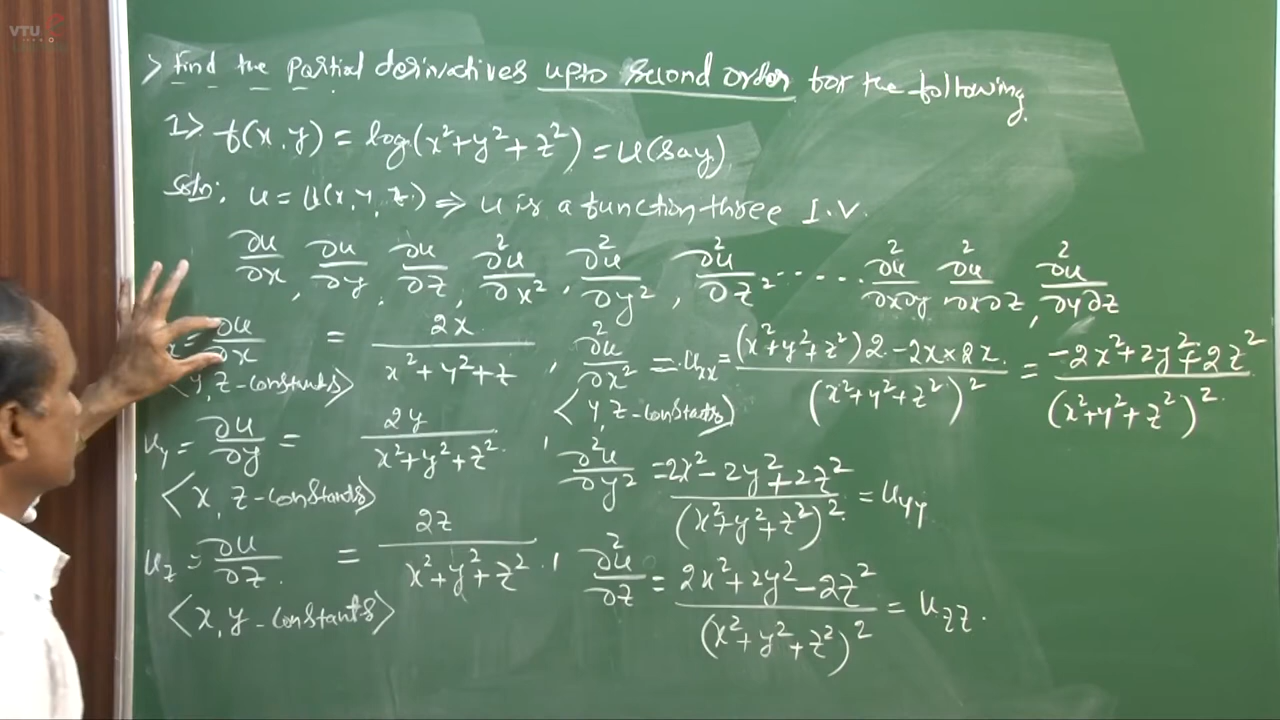 VTU
> Find the Partial derivatives upto second order for the following.
1> f(x,y) = log(x²+y²+z²) = u(say)
Soln: u = u(x,y,z) ⇒ u is a function three I.V.
∂u/∂x, ∂u/∂y, ∂u/∂z, ∂²u/∂x², ∂²u/∂y², ∂²u/∂z² ..... ∂²u/∂x∂y ∂²u/∂x∂z, ∂²u/∂y∂z
= ∂u/∂x = 2x/(x²+y²+z), ∂²u/∂x² = uxx = ((x²+y²+z²)2 - 2x×2x)/(x²+y²+z²)² = (-2x²+2y²+2z²)/(x²+y²+z²)²
<y,z-constants> <y,z-constants>
uy = ∂u/∂y = 2y/(x²+y²+z²), ∂²u/∂y² = (2x²-2y²+2z²)/(x²+y²+z²)² = uyy
<x,z-constants>
uz = ∂u/∂z = 2z/(x²+y²+z²), ∂²u/∂z = (2x²+2y²-2z²)/(x²+y²+z²)² = uzz.
<x,y-constants>